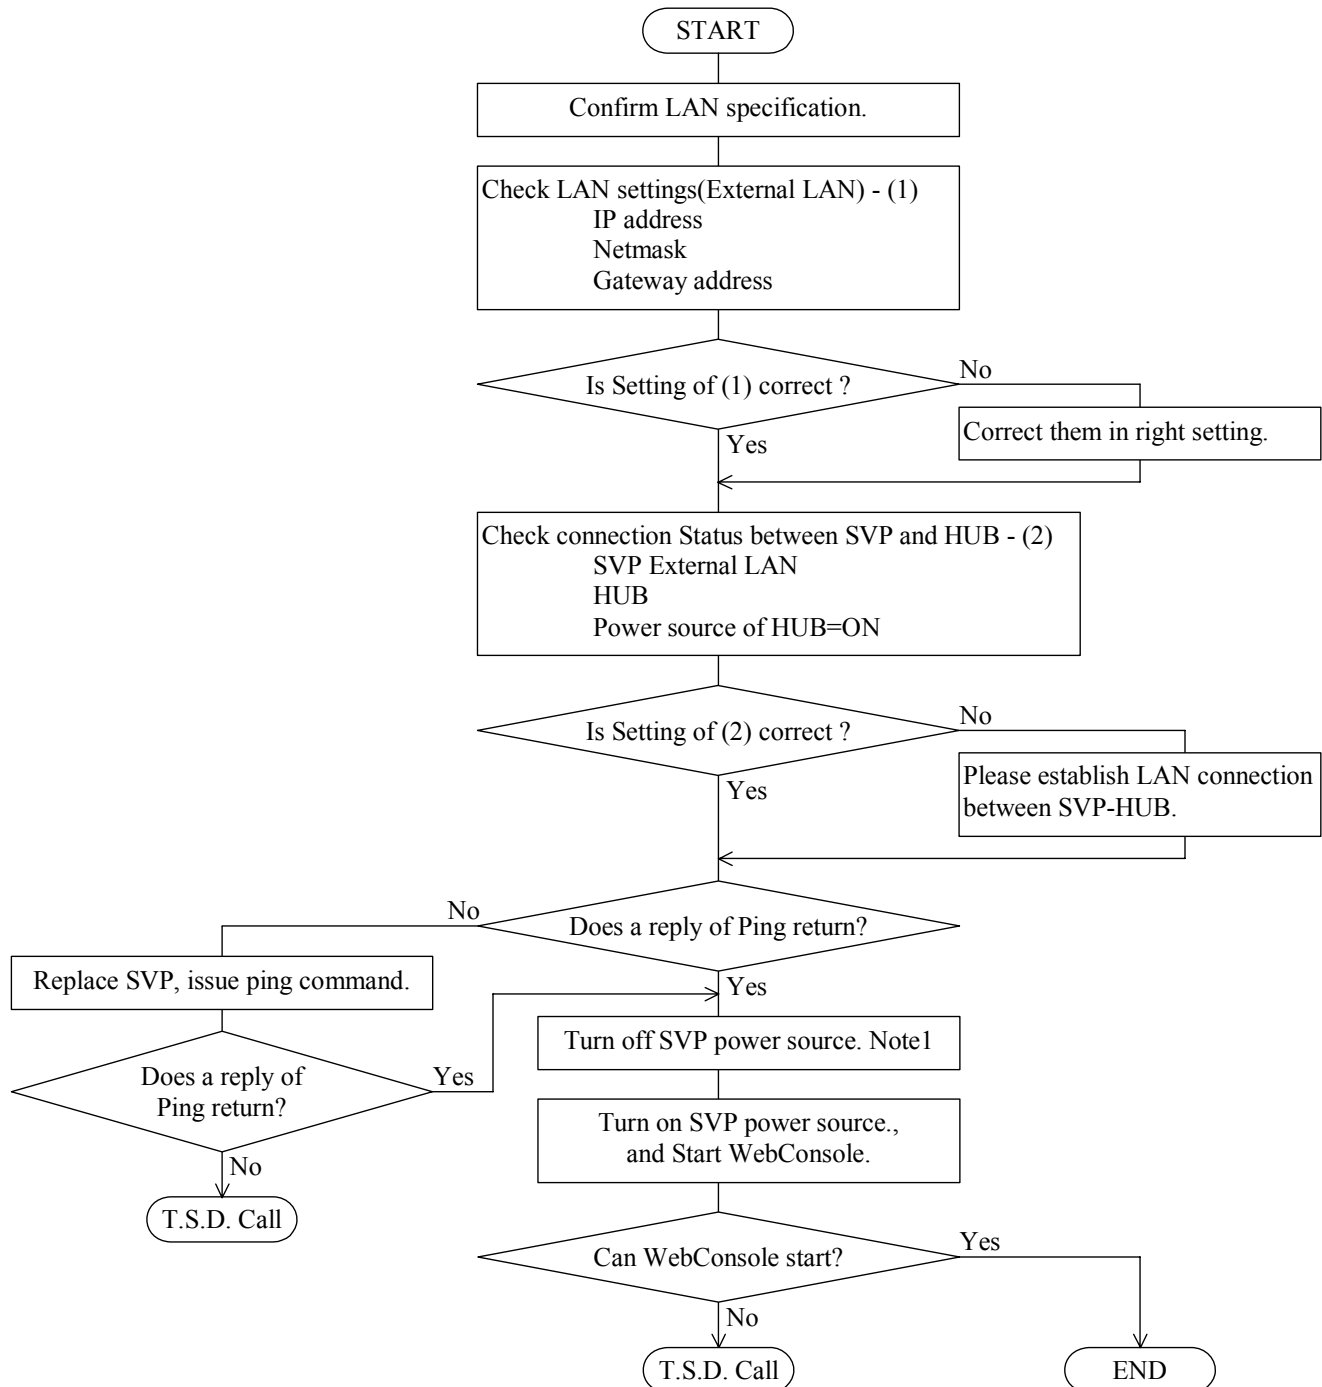 START
Confirm LAN specification.
Check LAN settings(External LAN) - (1)
IP address
Netmask
Gateway address
Is Setting of (1) correct ?
No
Correct them in right setting.
Yes
Check connection Status between SVP and HUB - (2)
SVP External LAN
HUB
Power source of HUB=ON
Is Setting of (2) correct ?
No
Please establish LAN connection
between SVP-HUB.
Yes
Does a reply of Ping return?
No
Replace SVP, issue ping command.
Yes
Turn off SVP power source. Note1
Does a reply of
Ping return?
Yes
No
T.S.D. Call
Turn on SVP power source.,
and Start WebConsole.
Can WebConsole start?
Yes
No
T.S.D. Call
END